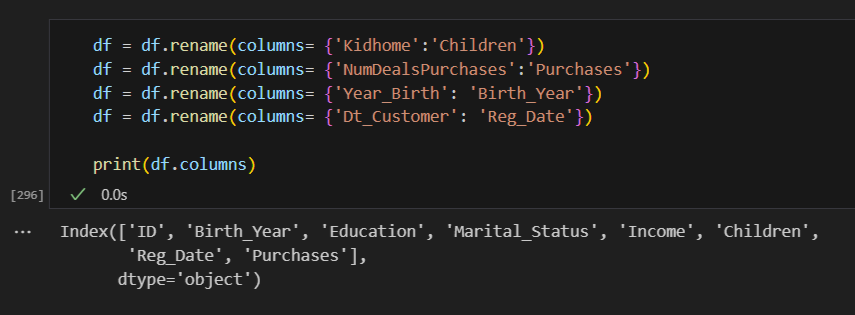 df = df.rename(columns= {'Kidhome':'Children'})
df = df.rename(columns= {'NumDealsPurchases':'Purchases'})
df = df.rename(columns= {'Year_Birth': 'Birth_Year'})
df = df.rename(columns= {'Dt_Customer': 'Reg_Date'})
print(df.columns)
[296] ✓ 0.0s
... Index(['ID', 'Birth_Year', 'Education', 'Marital_Status', 'Income', 'Children',
'Reg_Date', 'Purchases'],
dtype='object')